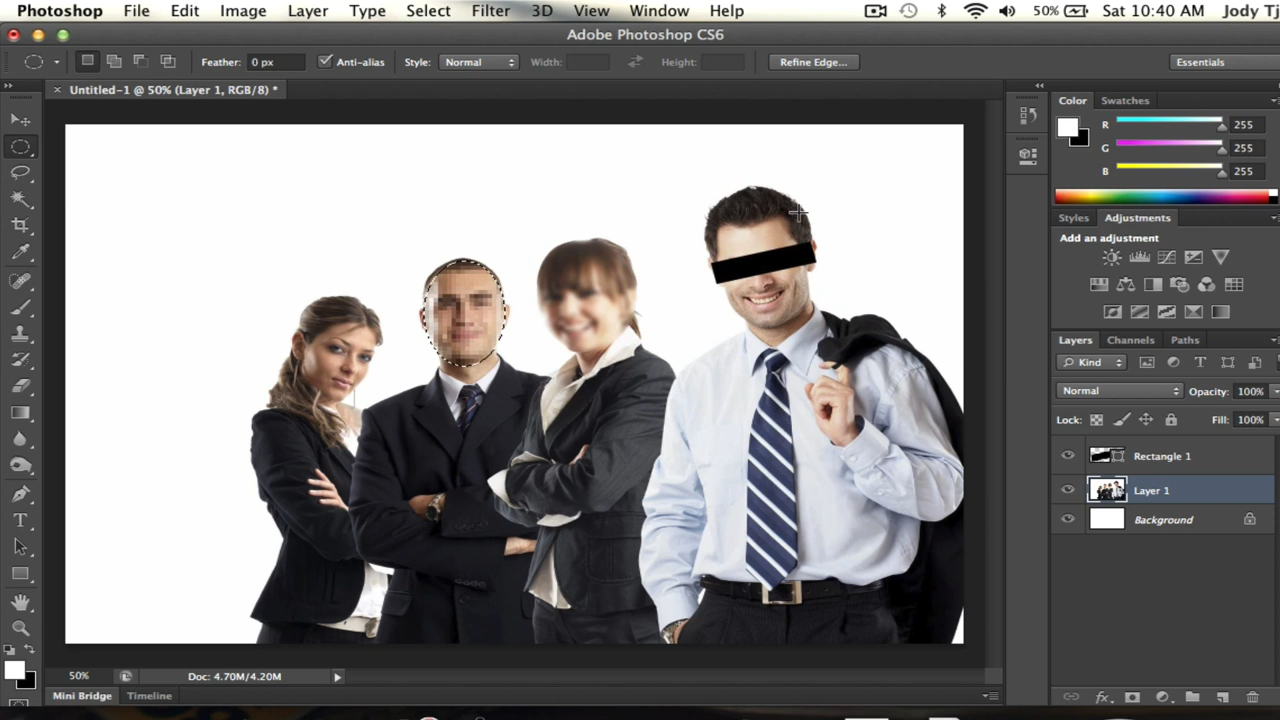 Photoshop File Edit Image Layer Type Select Filter 3D View Window Help 50% Sat 10:40 AM Jody Tj
Adobe Photoshop CS6
Feather: 0 px Anti-alias Style: Normal Width: Height: Refine Edge... Essentials
Untitled-1 @ 50% (Layer 1, RGB/8) *
Color Swatches
R 255
G 255
B 255
Styles Adjustments
Add an adjustment
Layers Channels Paths
Kind
Normal Opacity: 100%
Lock: Fill: 100%
Rectangle 1
Layer 1
Background
50% Doc: 4.70M/4.20M
Mini Bridge Timeline